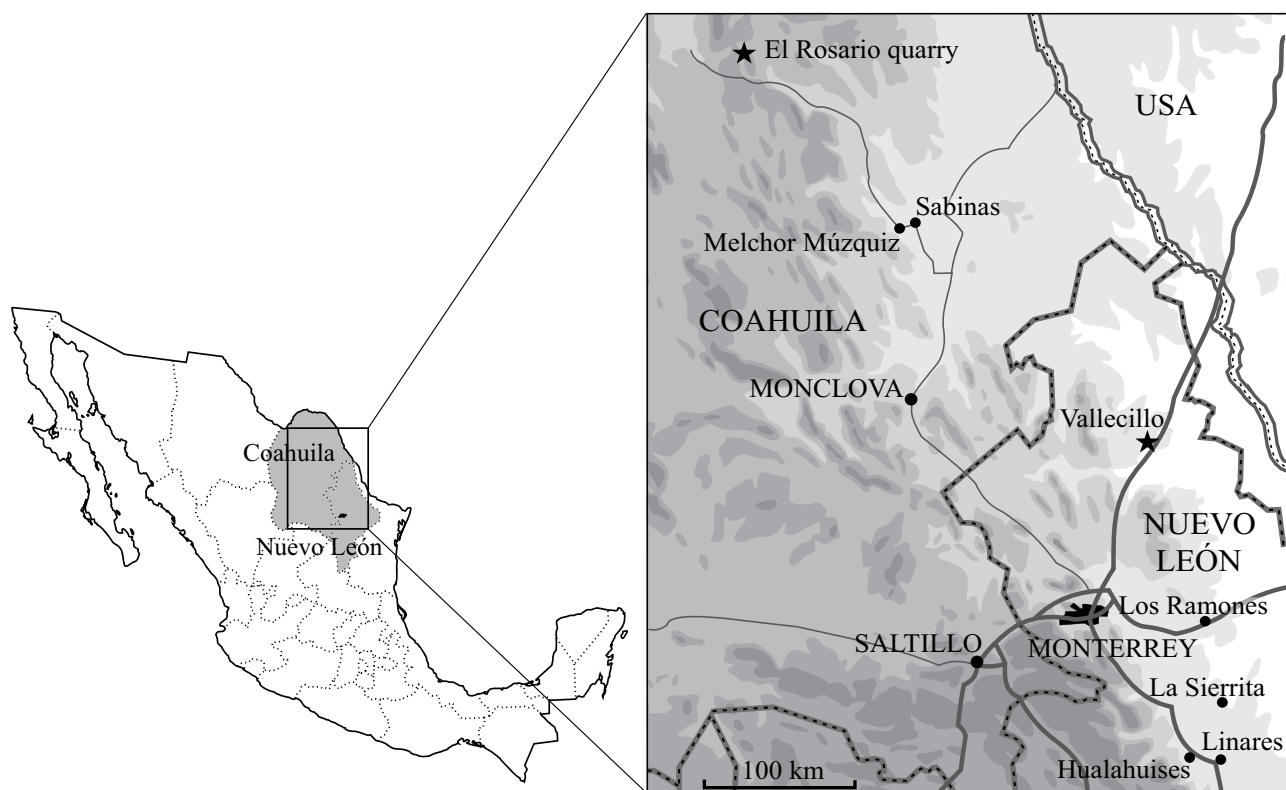 Coahuila
Nuevo León
El Rosario quarry
USA
Sabinas
Melchor Múzquiz
COAHUILA
MONCLOVA
Vallecillo
NUEVO
LEÓN
Los Ramones
SALTILLO
MONTERREY
La Sierrita
Linares
Hualahuises
100 km